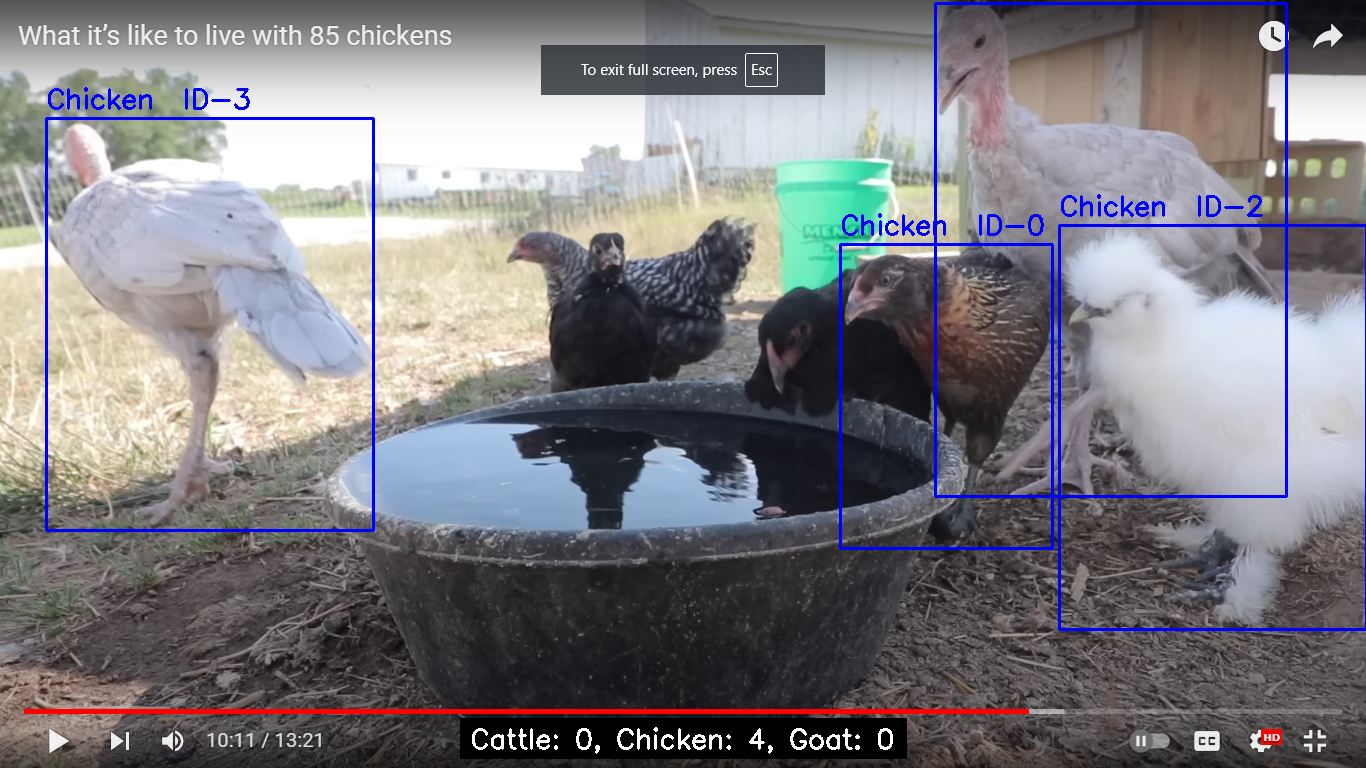 What it's like to live with 85 chickens
To exit full screen, press Esc
Chicken ID-3
Chicken ID-0
Chicken ID-2
10:11 / 13:21
CC
HD
Cattle: 0, Chicken: 4, Goat: 0